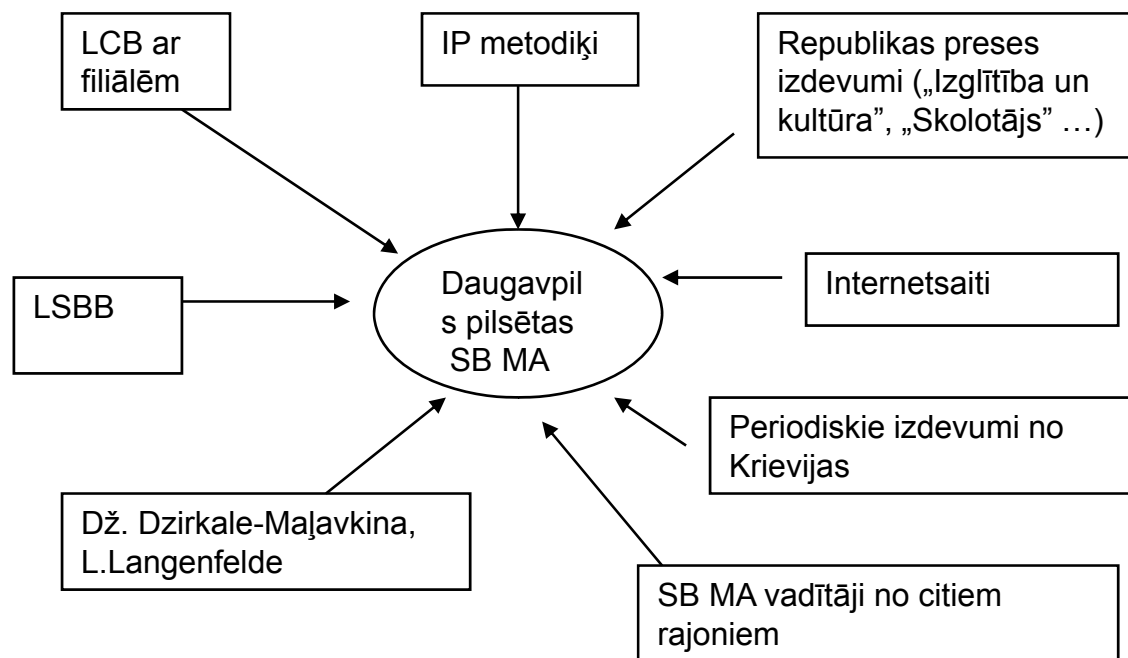 LCB ar
filiālēm
IP metodiķi
Republikas preses
izdevumi („Izglītība un
kultūra”, „Skolotājs” …)
LSBB
Daugavpil
s pilsētas
SB MA
Internetsaiti
Periodiskie izdevumi no
Krievijas
Dž. Dzirkale-Maļavkina,
L.Langenfelde
SB MA vadītāji no citiem
rajoniem